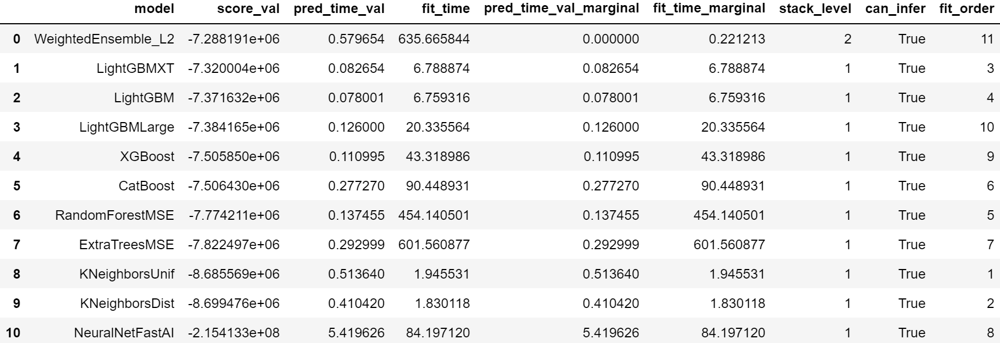 model score_val pred_time_val fit_time pred_time_val_marginal fit_time_marginal stack_level can_infer fit_order
0 WeightedEnsemble_L2 -7.288191e+06 0.579654 635.665844 0.000000 0.221213 2 True 11
1 LightGBMXT -7.320004e+06 0.082654 6.788874 0.082654 6.788874 1 True 3
2 LightGBM -7.371632e+06 0.078001 6.759316 0.078001 6.759316 1 True 4
3 LightGBMLarge -7.384165e+06 0.126000 20.335564 0.126000 20.335564 1 True 10
4 XGBoost -7.505850e+06 0.110995 43.318986 0.110995 43.318986 1 True 9
5 CatBoost -7.506430e+06 0.277270 90.448931 0.277270 90.448931 1 True 6
6 RandomForestMSE -7.774211e+06 0.137455 454.140501 0.137455 454.140501 1 True 5
7 ExtraTreesMSE -7.822497e+06 0.292999 601.560877 0.292999 601.560877 1 True 7
8 KNeighborsUnif -8.685569e+06 0.513640 1.945531 0.513640 1.945531 1 True 1
9 KNeighborsDist -8.699476e+06 0.410420 1.830118 0.410420 1.830118 1 True 2
10 NeuralNetFastAI -2.154133e+08 5.419626 84.197120 5.419626 84.197120 1 True 8